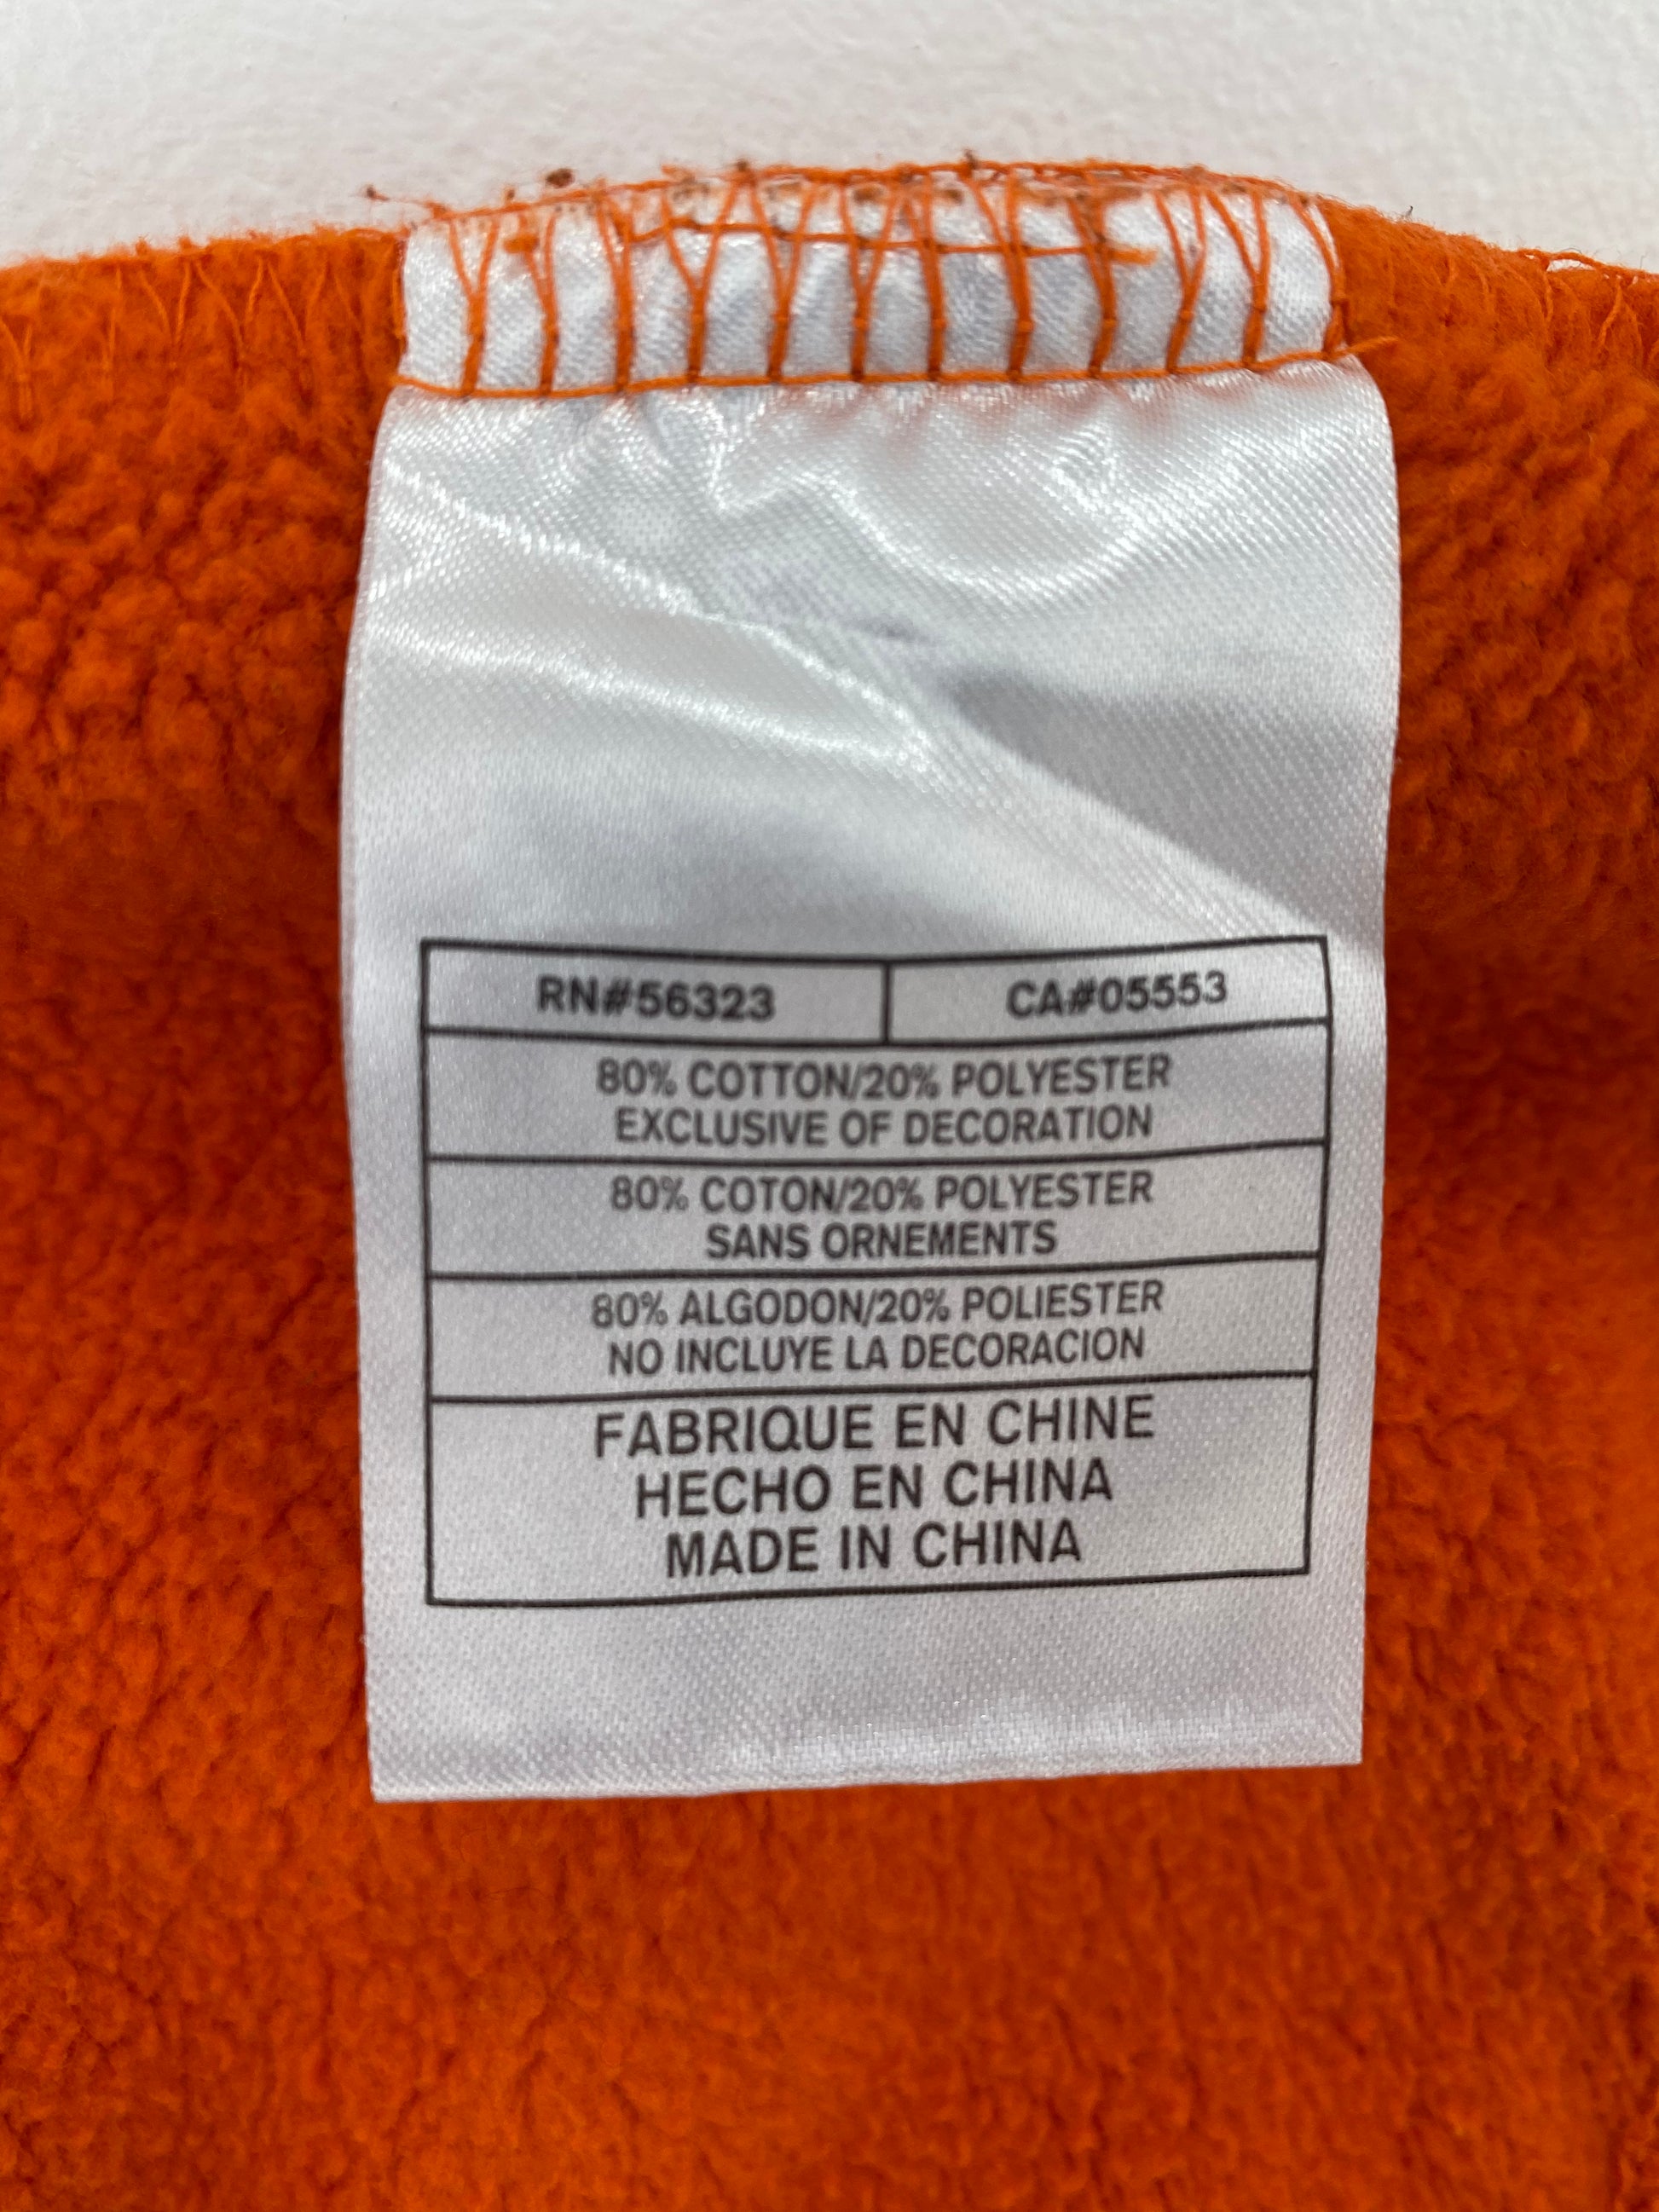 RN#56323 CA#05553
80% COTTON/20% POLYESTER
EXCLUSIVE OF DECORATION
80% COTON/20% POLYESTER
SANS ORNEMENTS
80% ALGODON/20% POLIESTER
NO INCLUYE LA DECORACION
FABRIQUE EN CHINE
HECHO EN CHINA
MADE IN CHINA